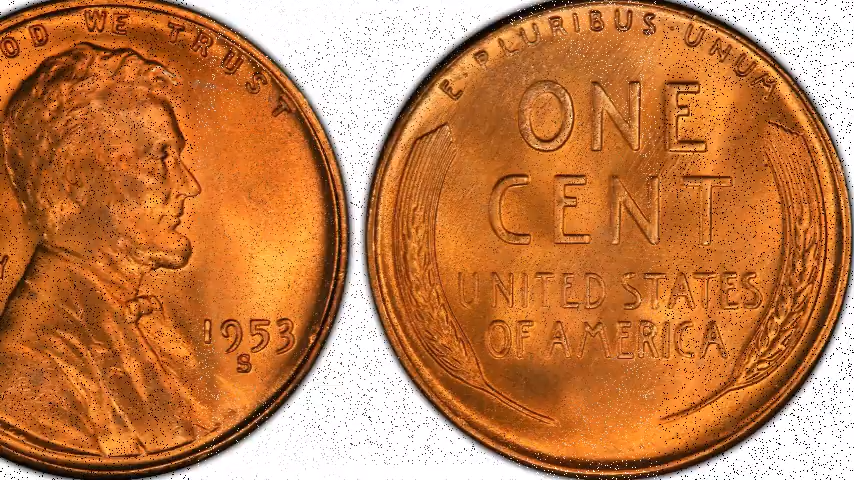 OD WE TRUST
Y
1953
S
E · PLURIBUS · UNUM
ONE
CENT
UNITED STATES
OF AMERICA